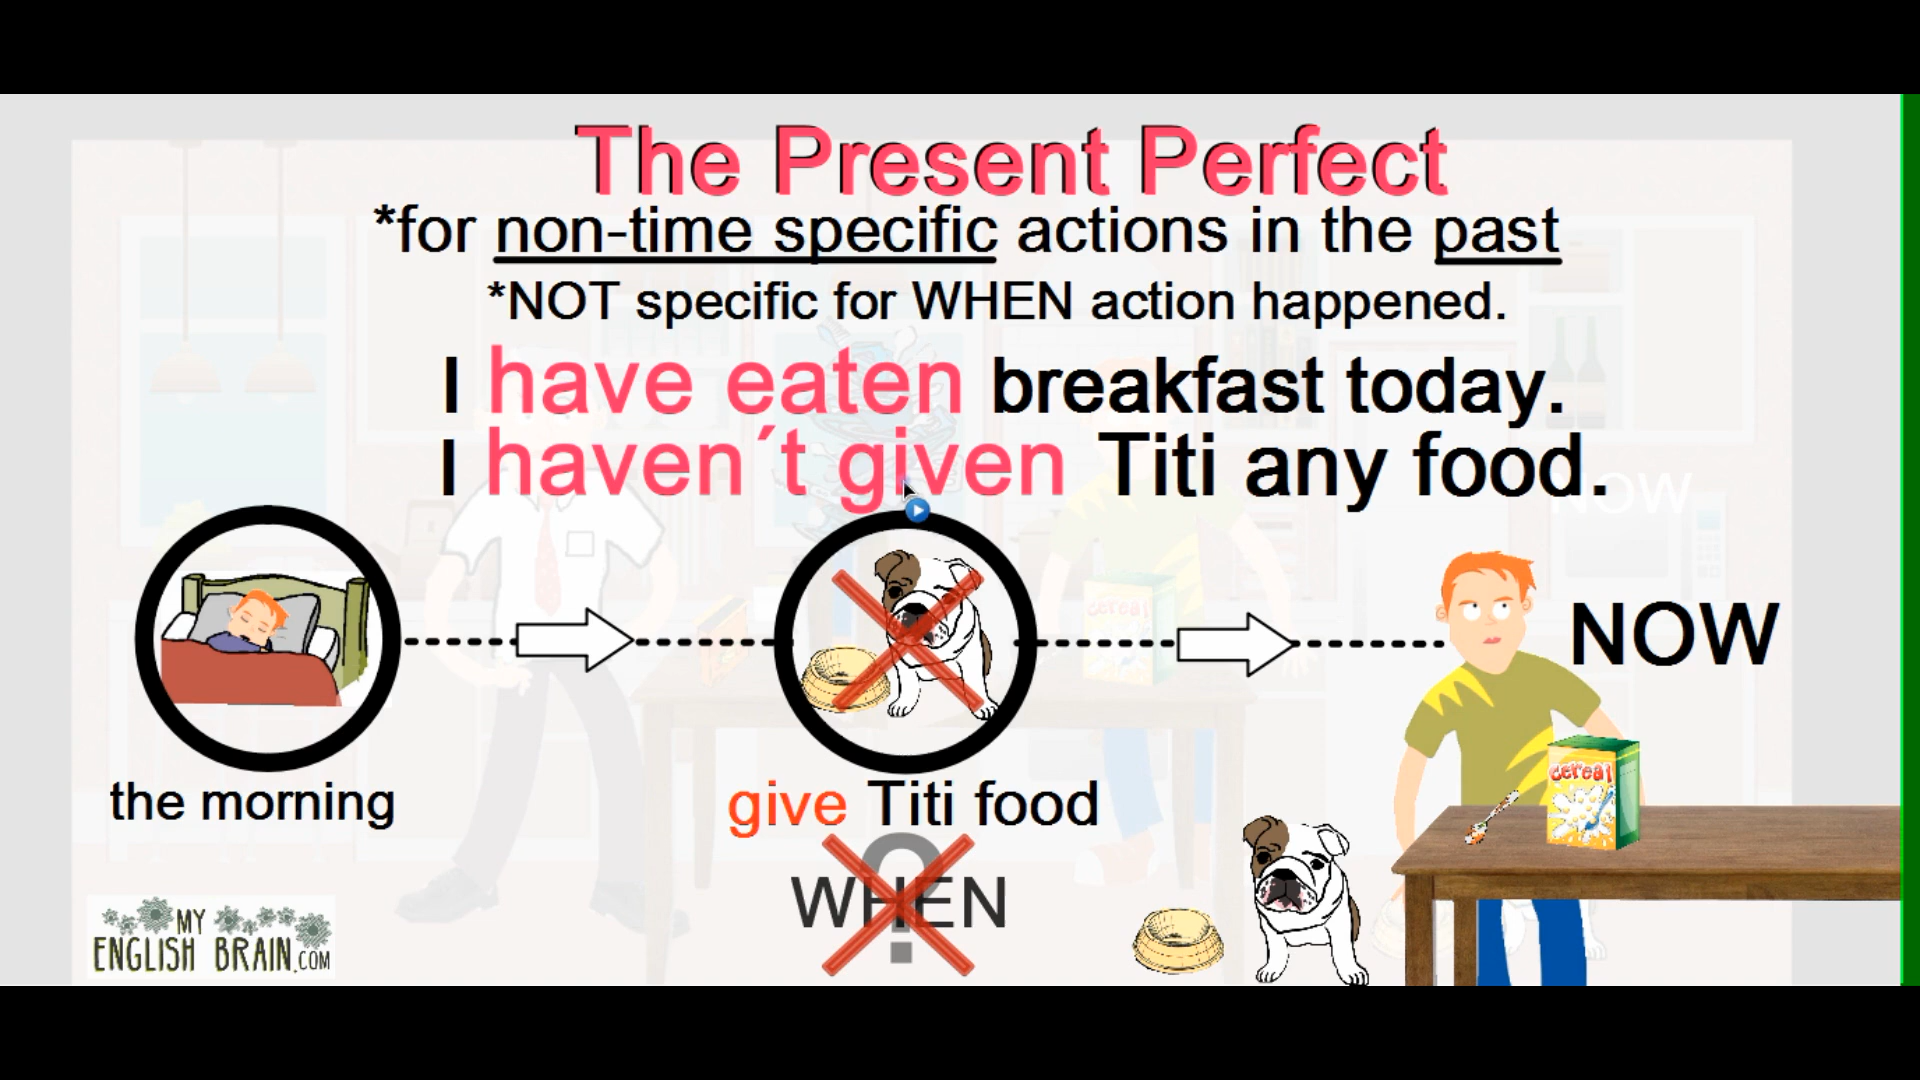 The Present Perfect
*for non-time specific actions in the past
*NOT specific for WHEN action happened.
I have eaten breakfast today.
I haven´t given Titi any food.
NOW
NOW
cereal
cereal
the morning
give Titi food
?
WHEN
MY
ENGLISH BRAIN.COM